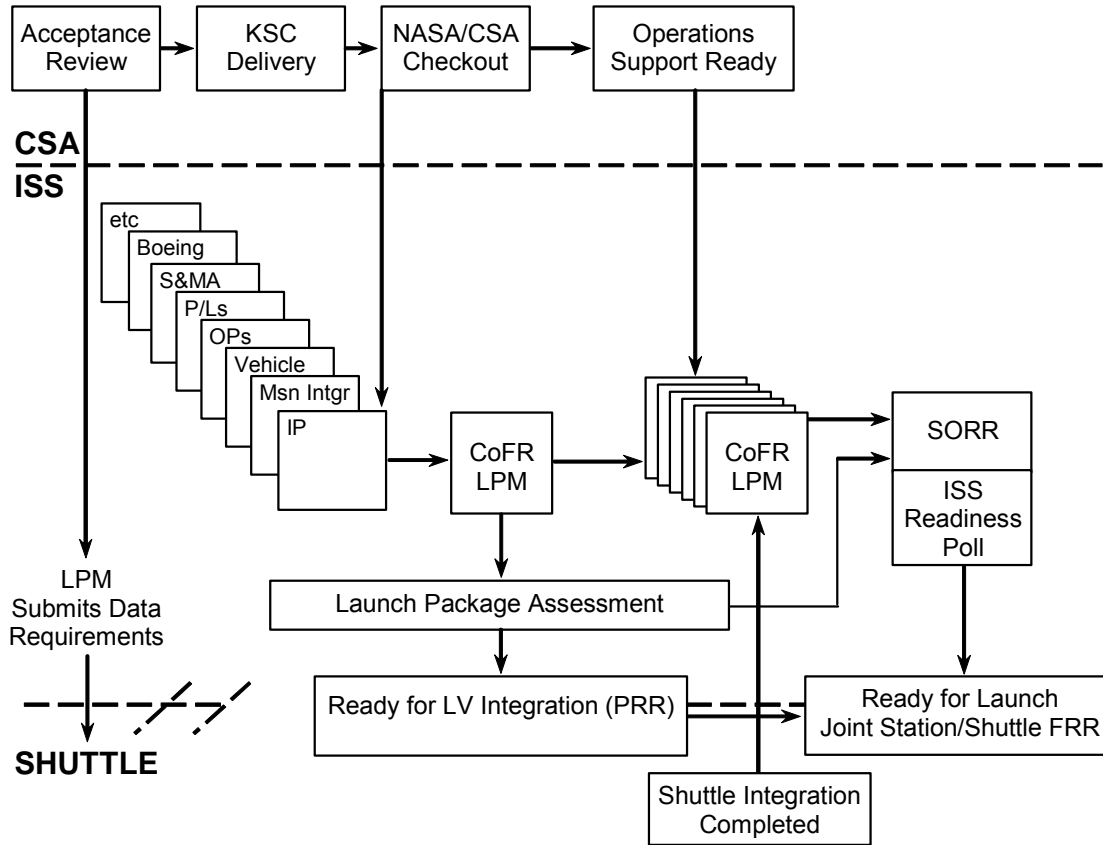 Acceptance
Review
KSC
Delivery
NASA/CSA
Checkout
Operations
Support Ready
CSA
ISS
etc
Boeing
S&MA
P/Ls
OPs
Vehicle
Msn Intgr
IP
CoFR
LPM
CoFR
LPM
SORR
ISS
Readiness
Poll
LPM
Submits Data
Requirements
Launch Package Assessment
Ready for LV Integration (PRR)
Ready for Launch
Joint Station/Shuttle FRR
SHUTTLE
Shuttle Integration
Completed